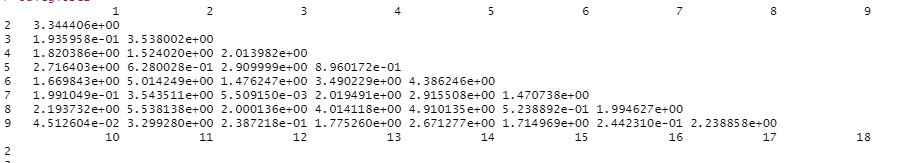 1 2 3 4 5 6 7 8 9
2 3.344406e+00
3 1.935958e-01 3.538002e+00
4 1.820386e+00 1.524020e+00 2.013982e+00
5 2.716403e+00 6.280028e-01 2.909999e+00 8.960172e-01
6 1.669843e+00 5.014249e+00 1.476247e+00 3.490229e+00 4.386246e+00
7 1.991049e-01 3.543511e+00 5.509150e-03 2.019491e+00 2.915508e+00 1.470738e+00
8 2.193732e+00 5.538138e+00 2.000136e+00 4.014118e+00 4.910135e+00 5.238892e-01 1.994627e+00
9 4.512604e-02 3.299280e+00 2.387218e-01 1.775260e+00 2.671277e+00 1.714969e+00 2.442310e-01 2.238858e+00
10 11 12 13 14 15 16 17 18
2